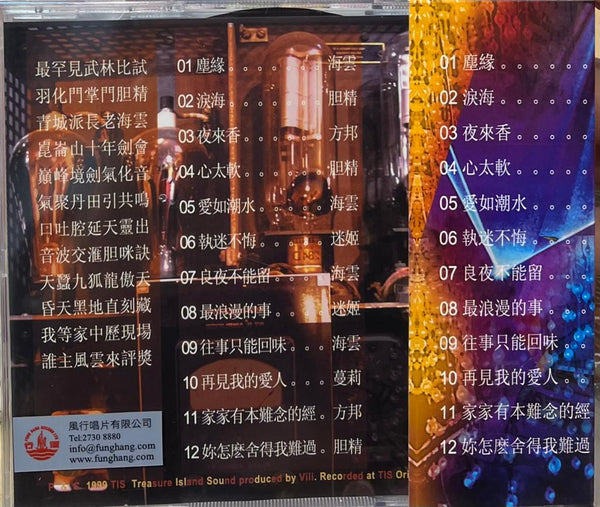 最罕見武林比試
羽化門掌門胆精
青城派長老海雲
崑崙山十年劍會
巔峰境劍氣化音
氣聚丹田引共鳴
口吐腔延天靈出
音波交滙胆咪訣
天蠶九狐龍傲天
昏天黑地直刻藏
我等家中歷現場
誰主風雲來評獎
01 塵緣。。。。。。海雲
02 淚海。。。。。。胆精
03 夜來香。。。。。方邦
04 心太軟。。。。。胆精
05 愛如潮水。。。。海雲
06 執迷不悔。。。。迷姬
07 良夜不能留。。。海雲
08 最浪漫的事。。。迷姬
09 往事只能回味。。。海雲
10 再見我的愛人。。。蔓莉
11 家家有本難念的經。方邦
12 妳怎麽舍得我難過。胆精
風行唱片有限公司
Tel:2730 8880
info@funghang.com
www.funghang.com
1999 TIS Treasure Island Sound produced by Vili. Recorded at TIS Ori
01 塵緣。。。。。。
02 淚海。。。。。。
03 夜來香。。。。。
04 心太軟。。。。。
05 愛如潮水。。。。
06 執迷不悔。。。。
07 良夜不能留。。。
08 最浪漫的事。。。
09 往事只能回味。。
10 再見我的愛人。。
11 家家有本難念的經
12 妳怎麽舍得我難過